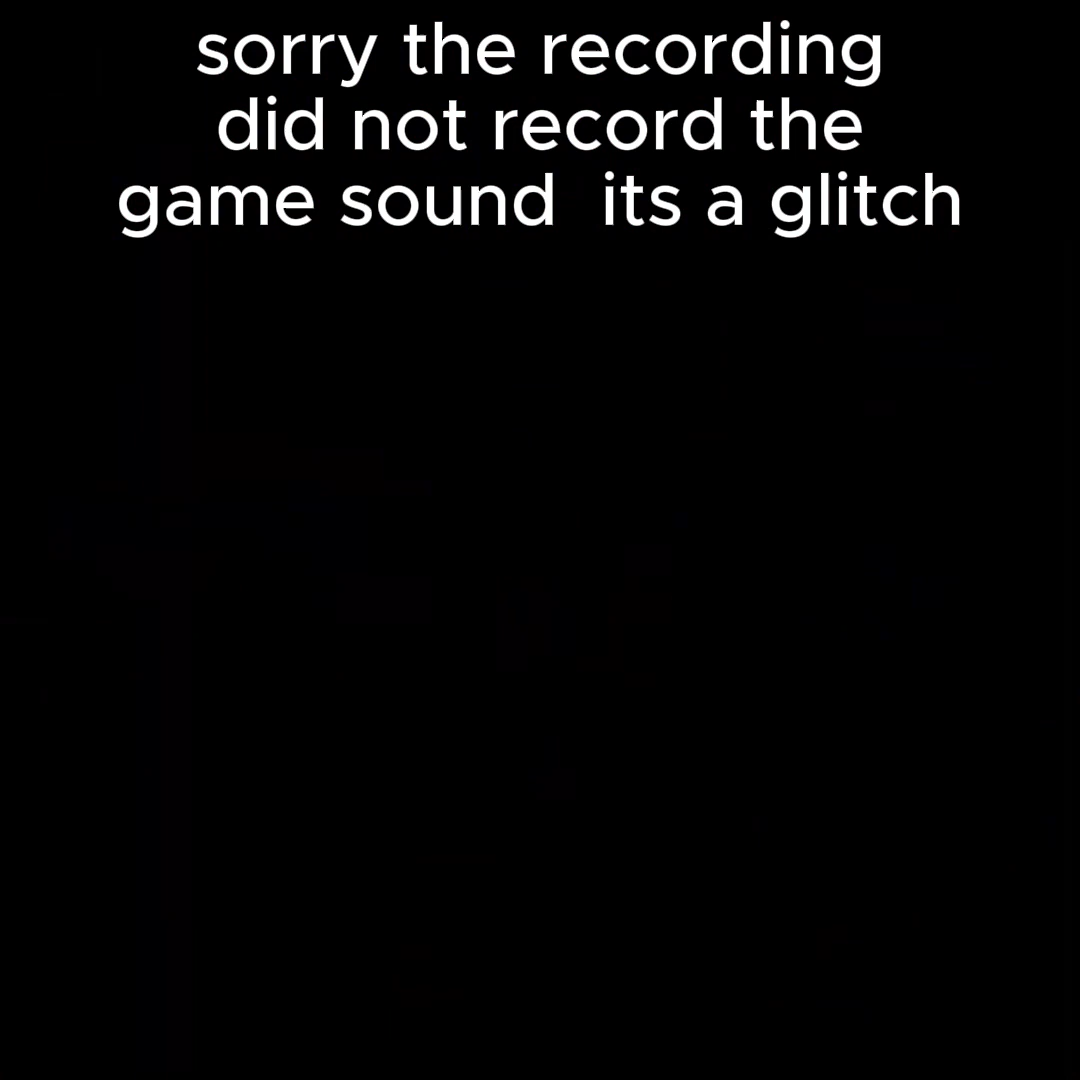 sorry the recording
did not record the
game sound  its a glitch